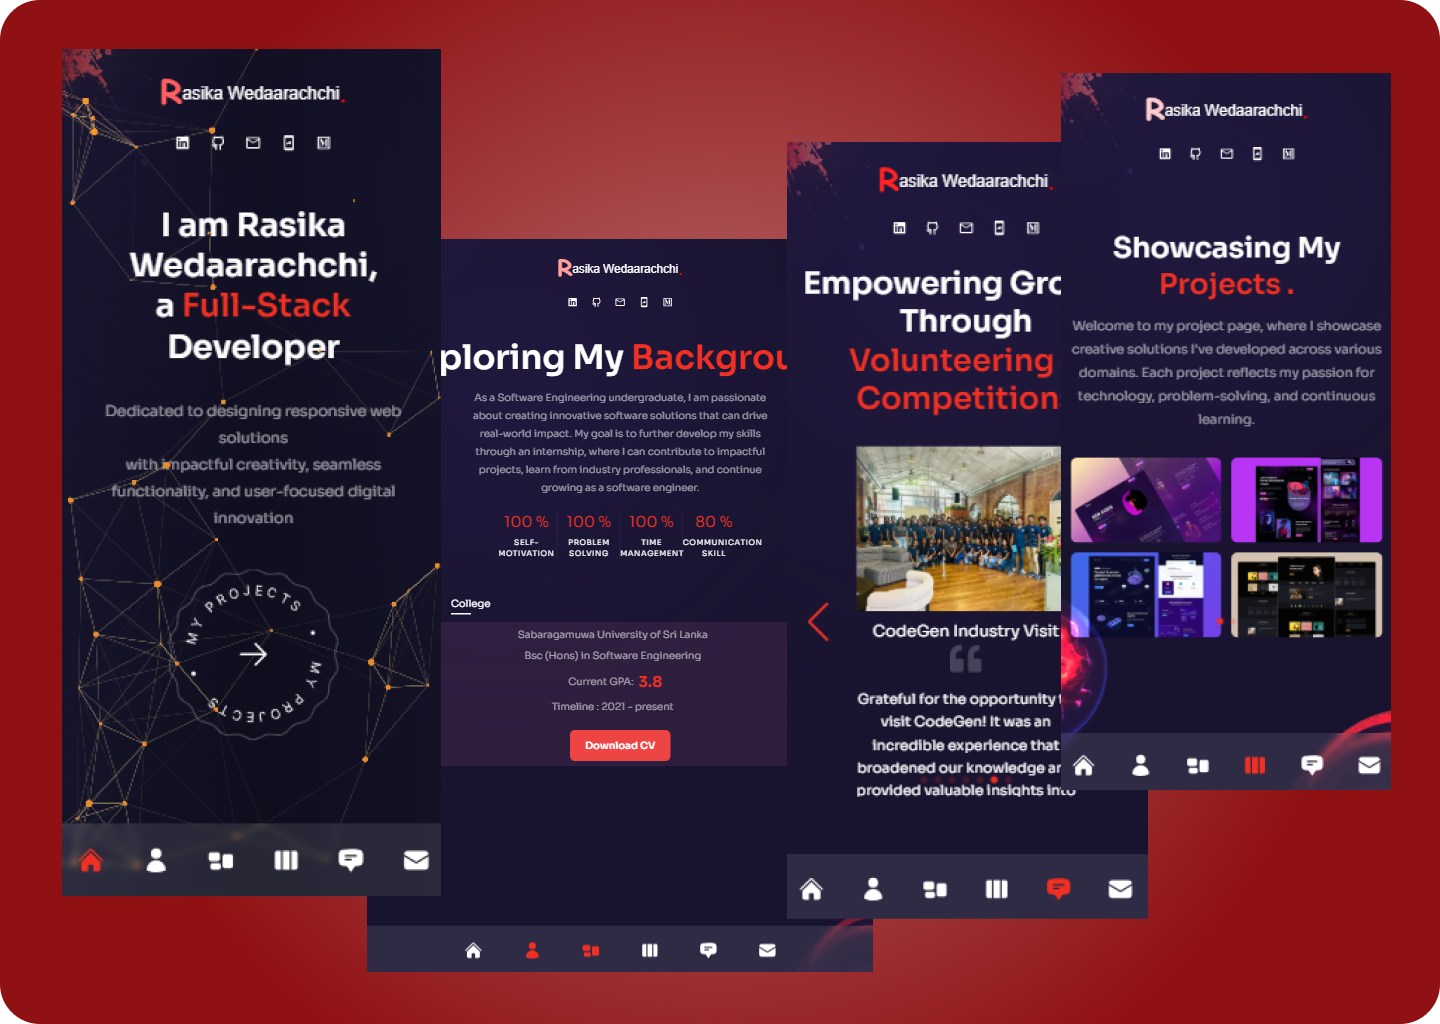 Rasika Wedaarachchi.
I am Rasika
Wedaarachchi,
a Full-Stack
Developer
Dedicated to designing responsive web
solutions
with impactful creativity, seamless
functionality, and user-focused digital
innovation
MY PROJECTS • MY PROJECTS •
Rasika Wedaarachchi.
ploring My Backgrou
As a Software Engineering undergraduate, I am passionate
about creating innovative software solutions that can drive
real-world impact. My goal is to further develop my skills
through an internship, where I can contribute to impactful
projects, learn from industry professionals, and continue
growing as a software engineer.
100 % 100 % 100 % 80 %
SELF- PROBLEM TIME COMMUNICATION
MOTIVATION SOLVING MANAGEMENT SKILL
College
Sabaragamuwa University of Sri Lanka
Bsc (Hons) in Software Engineering
Current GPA: 3.8
Timeline : 2021 - present
Download CV
Rasika Wedaarachchi.
Empowering Gro
Through
Volunteering
Competition
CodeGen Industry Visit
Grateful for the opportunity t
visit CodeGen! It was an
incredible experience that
broadened our knowledge an
provided valuable insights into
Rasika Wedaarachchi.
Showcasing My
Projects .
Welcome to my project page, where I showcase
creative solutions I've developed across various
domains. Each project reflects my passion for
technology, problem-solving, and continuous
learning.